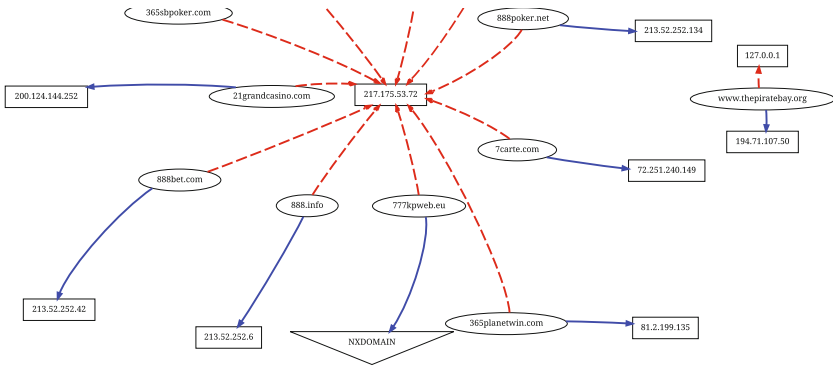 365sbpoker.com
888poker.net
213.52.252.134
127.0.0.1
200.124.144.252
21grandcasino.com
217.175.53.72
www.thepiratebay.org
194.71.107.50
7carte.com
72.251.240.149
888bet.com
888.info
777kpweb.eu
213.52.252.42
213.52.252.6
NXDOMAIN
365planetwin.com
81.2.199.135